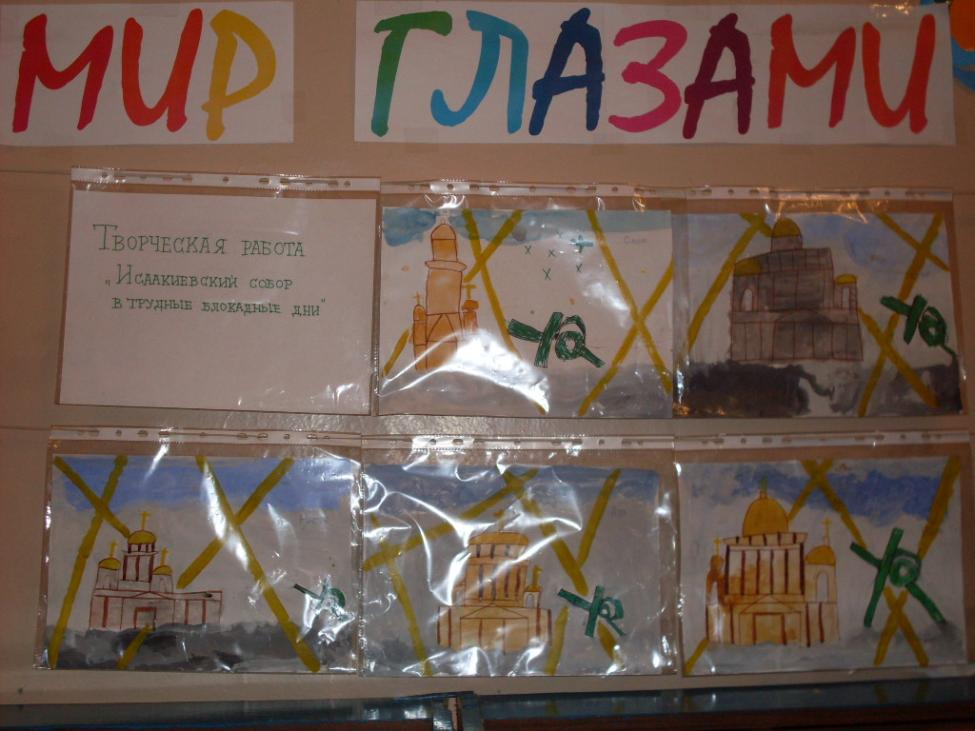 МИР ГЛАЗАМИ
Творческая работа
„Исаакиевский собор
в трудные блокадные дни"